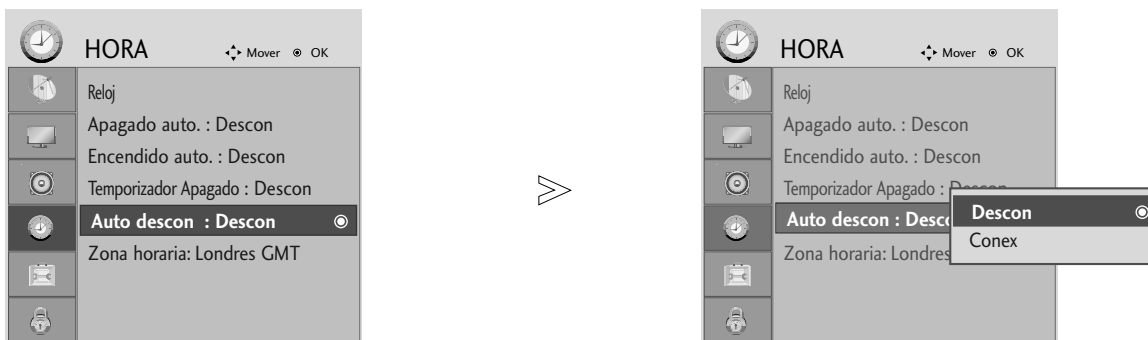 HORA Mover OK
Reloj
Apagado auto. : Descon
Encendido auto. : Descon
Temporizador Apagado : Descon
Auto descon : Descon
Zona horaria: Londres GMT
HORA Mover OK
Reloj
Apagado auto. : Descon
Encendido auto. : Descon
Temporizador Apagado :
Auto descon : Desco
Zona horaria: Londres
Descon
Conex